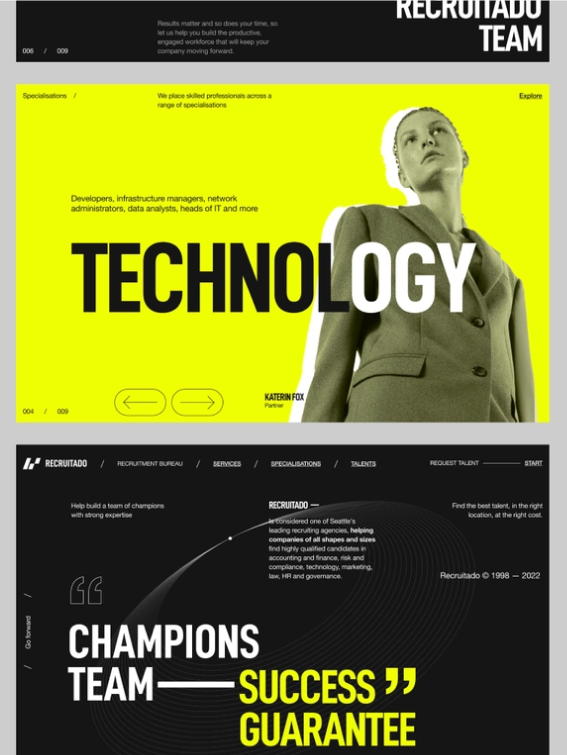 RECRUITADO
TEAM
Results matter and so does your time, so
let us help you build the productive,
engaged workforce that will keep your
company moving forward.
006 / 009
Specialisations /
We place skilled professionals across a
range of specialisations
Explore
Developers, infrastructure managers, network
administrators, data analysts, heads of IT and more
TECHNOLOGY
KATERIN FOX
Partner
004 / 009
RECRUITADO / RECRUITMENT BUREAU / SERVICES / SPECIALISATIONS / TALENTS REQUEST TALENT START
Help build a team of champions
with strong expertise
RECRUITADO —
is considered one of Seattle's
leading recruiting agencies, helping
companies of all shapes and sizes
find highly qualified candidates in
accounting and finance, risk and
compliance, technology, marketing,
law, HR and governance.
Find the best talent, in the right
location, at the right cost.
Recruitado © 1998 — 2022
/ Go forward /
“
CHAMPIONS
TEAM — SUCCESS ”
GUARANTEE